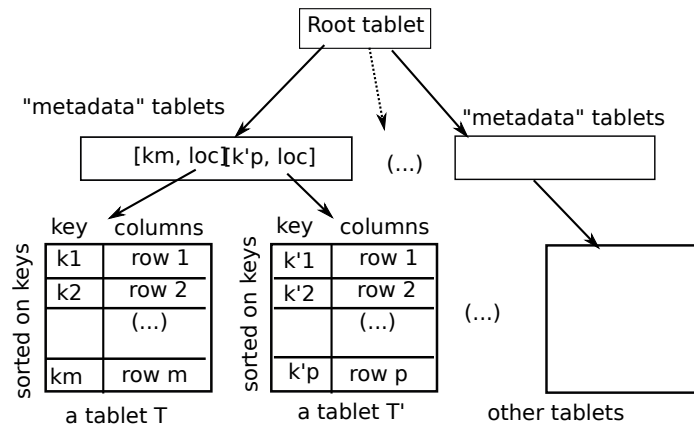 Root tablet
"metadata" tablets
"metadata" tablets
[km, loc][k'p, loc]
(...)
key columns
key columns
sorted on keys
k1 row 1
k2 row 2
(...)
km row m
sorted on keys
k'1 row 1
k'2 row 2
(...)
k'p row p
(...)
a tablet T
a tablet T'
other tablets